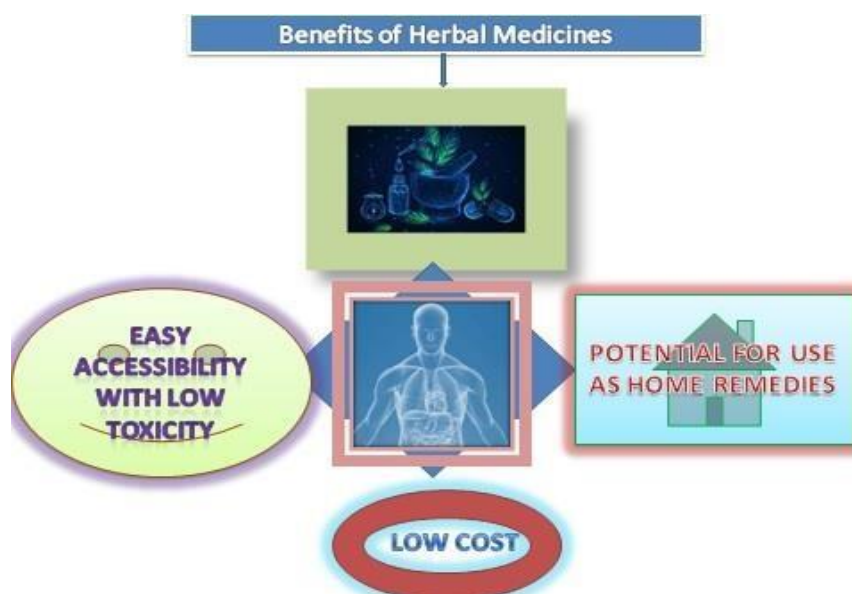 Benefits of Herbal Medicines
EASY
ACCESSIBILITY
WITH LOW
TOXICITY
POTENTIAL FOR USE
AS HOME REMEDIES
LOW COST